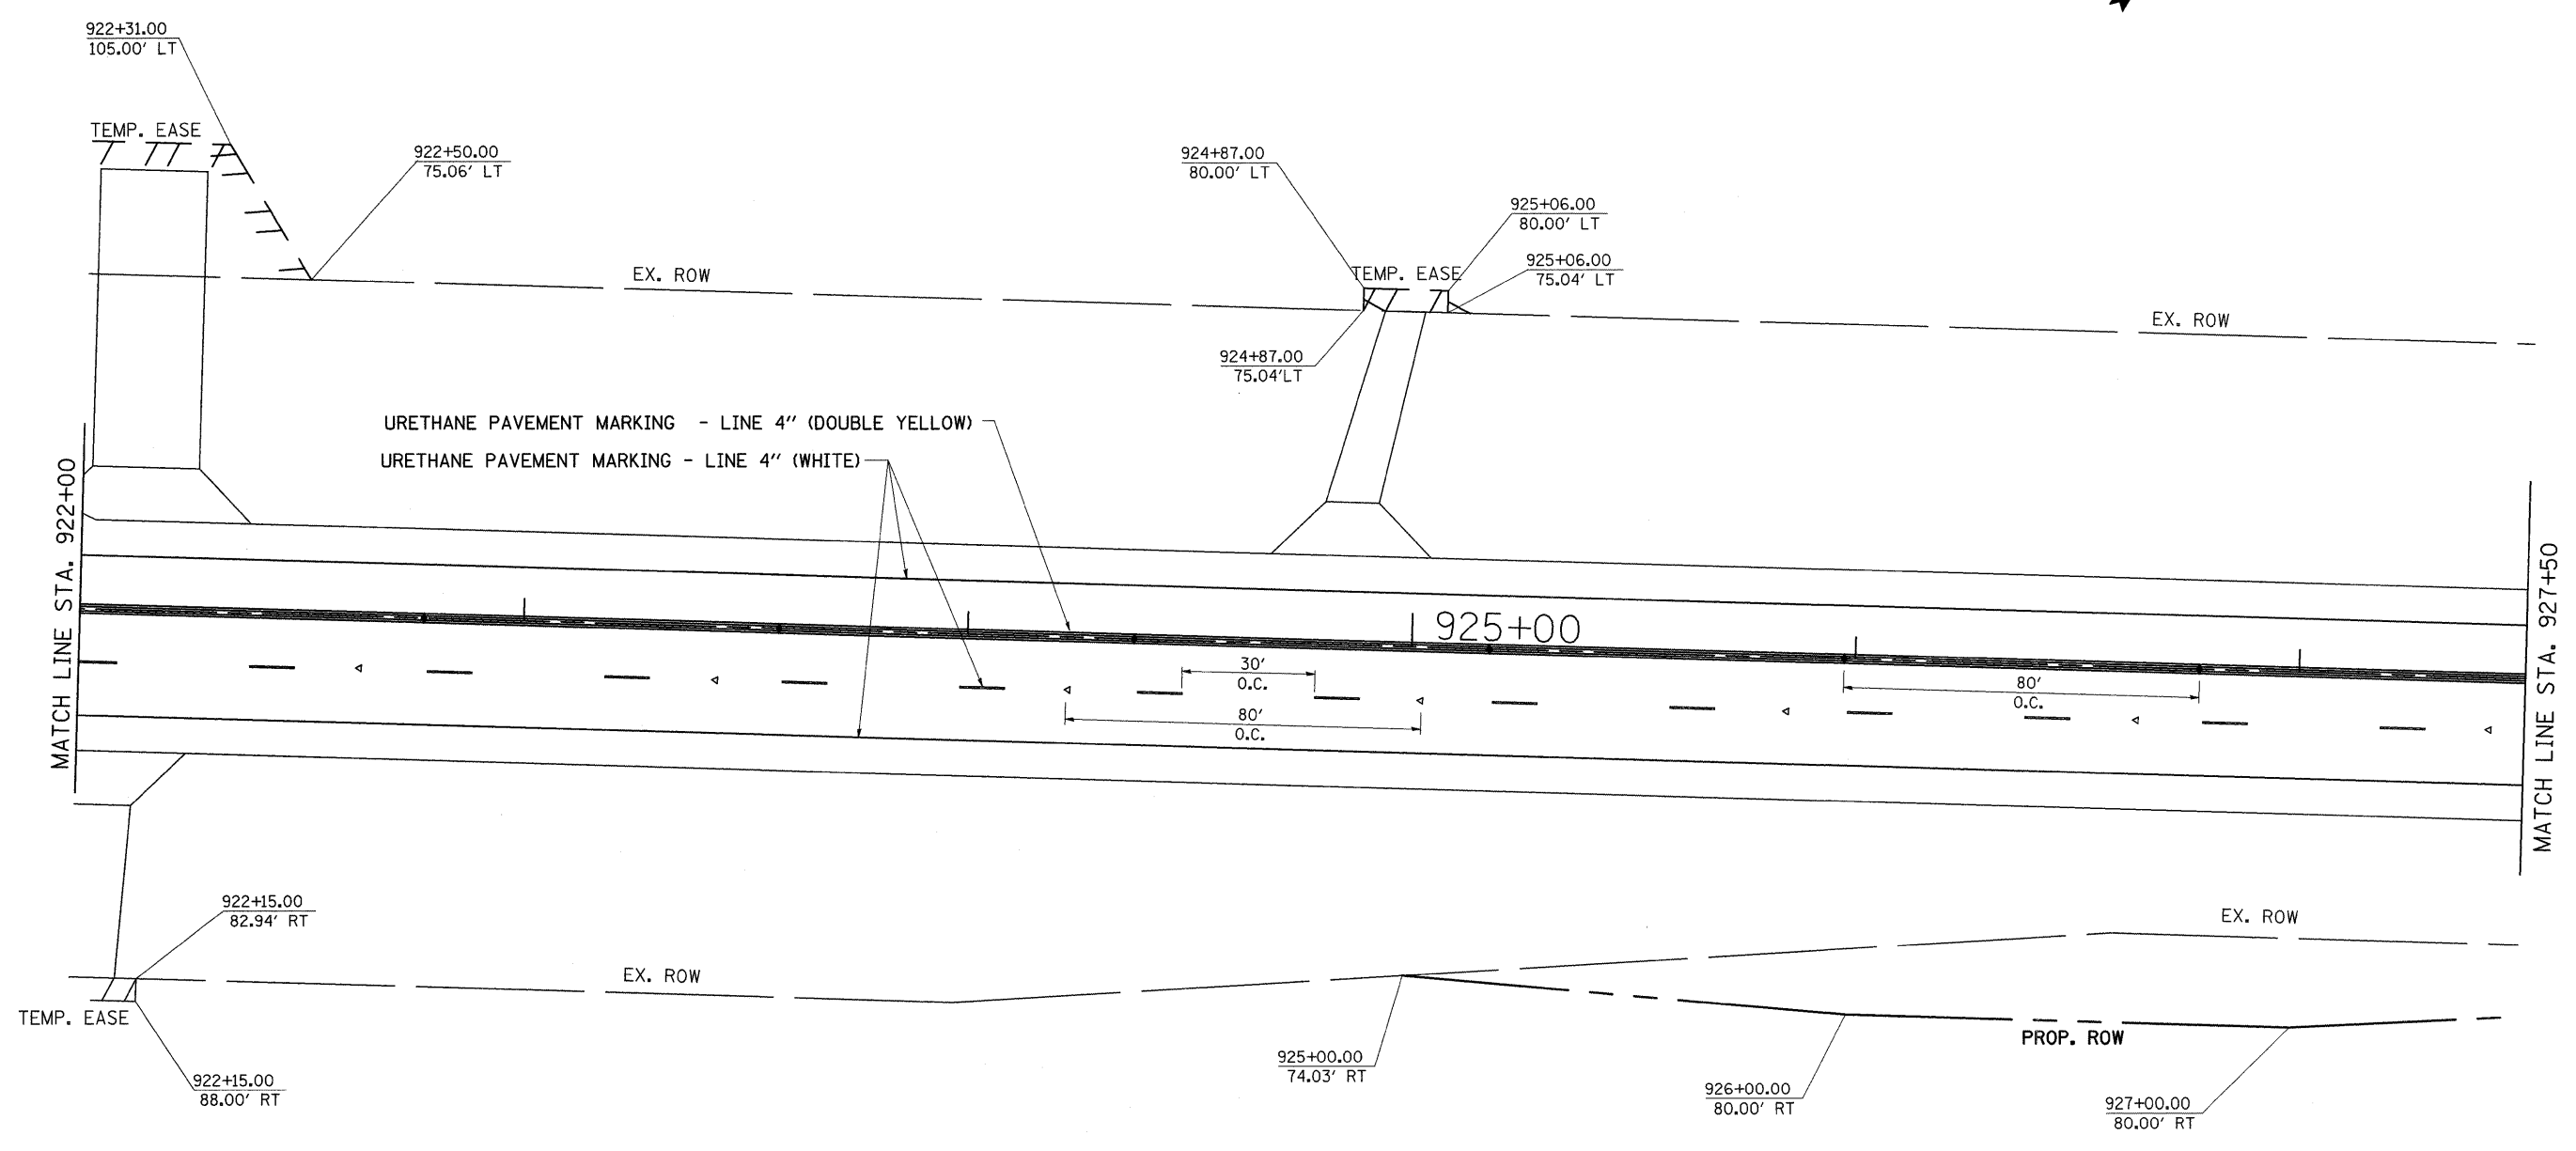 922+31.00
105.00' LT
TEMP. EASE
922+50.00
75.06' LT
924+87.00
80.00' LT
925+06.00
80.00' LT
925+06.00
75.04' LT
TEMP. EASE
EX. ROW
EX. ROW
924+87.00
75.04'LT
URETHANE PAVEMENT MARKING - LINE 4" (DOUBLE YELLOW)
URETHANE PAVEMENT MARKING - LINE 4" (WHITE)
MATCH LINE STA. 922+00
MATCH LINE STA. 927+50
925+00
30'
O.C.
80'
O.C.
80'
O.C.
922+15.00
82.94' RT
EX. ROW
EX. ROW
TEMP. EASE
PROP. ROW
922+15.00
88.00' RT
925+00.00
74.03' RT
926+00.00
80.00' RT
927+00.00
80.00' RT